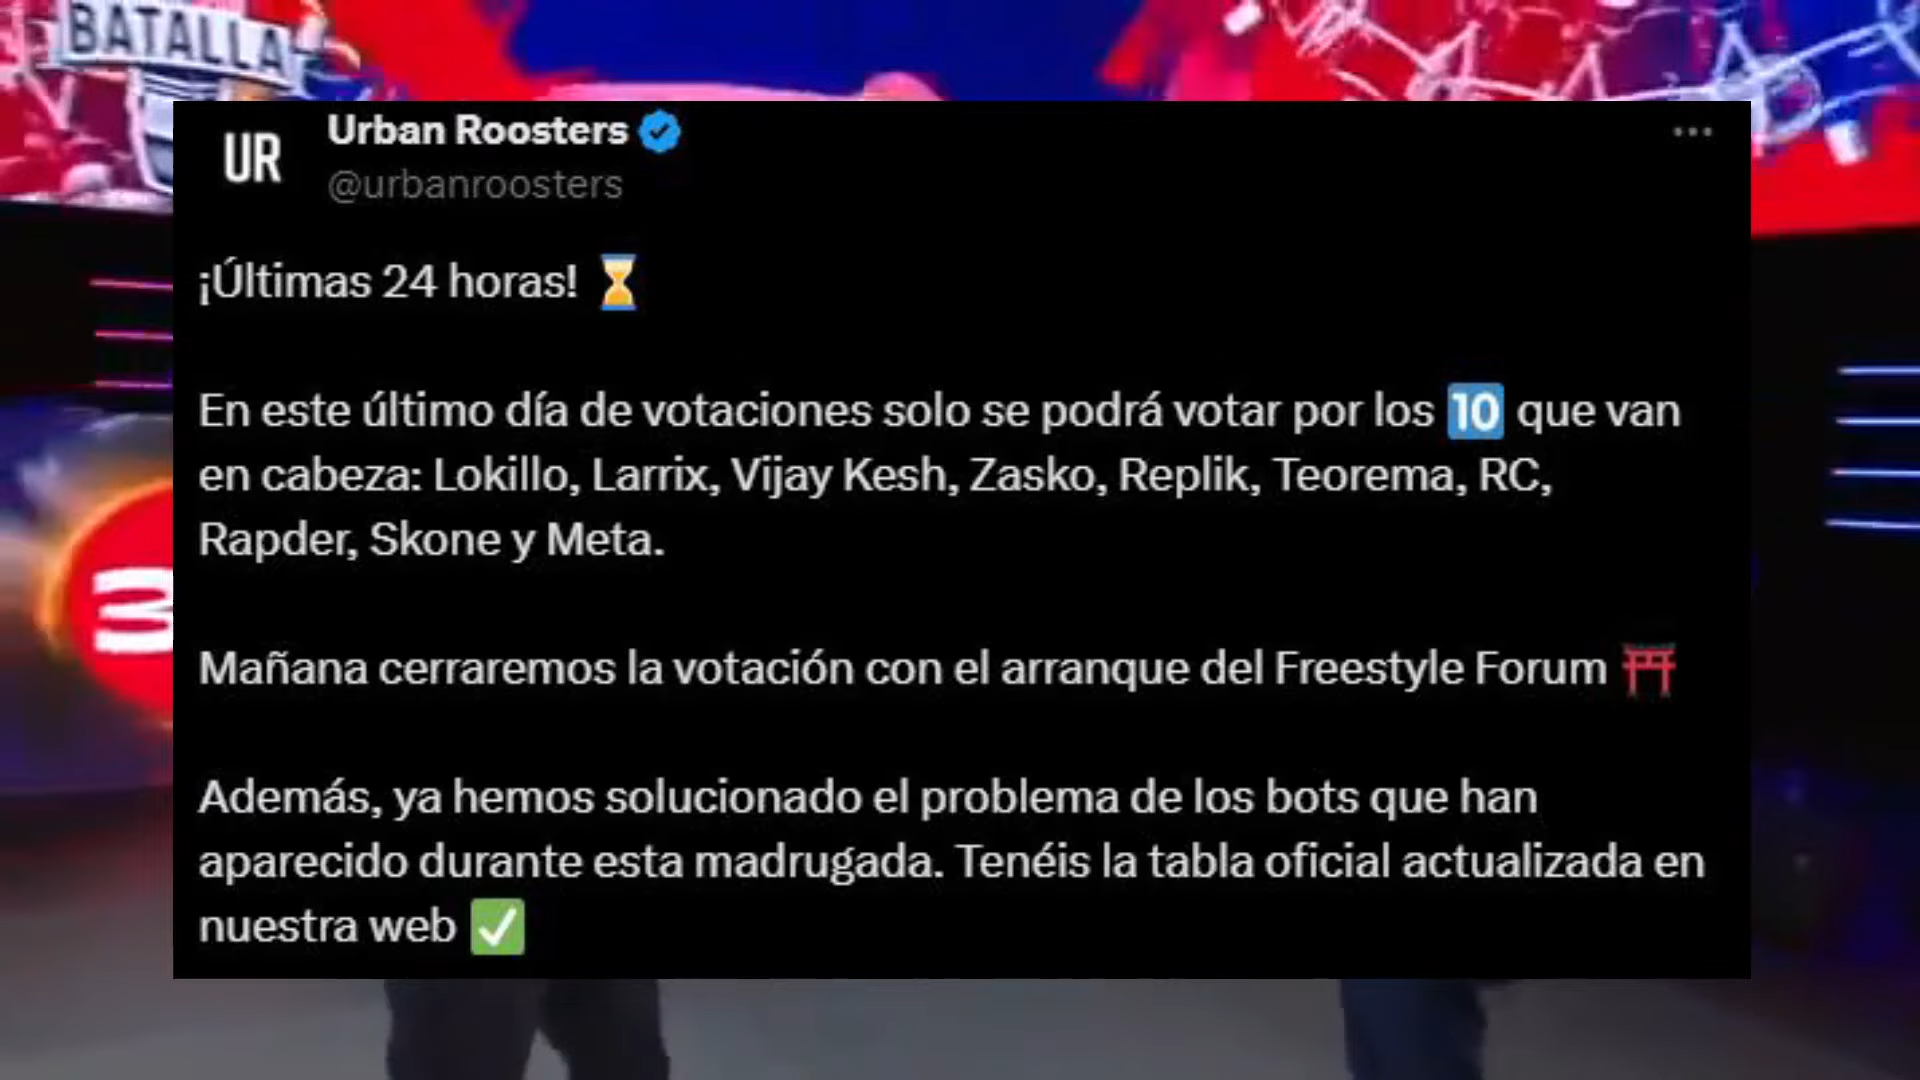 BATALLA
UR
Urban Roosters
@urbanroosters
¡Últimas 24 horas! ⏳
En este último día de votaciones solo se podrá votar por los 🔟 que van
en cabeza: Lokillo, Larrix, Vijay Kesh, Zasko, Replik, Teorema, RC,
Rapder, Skone y Meta.
Mañana cerraremos la votación con el arranque del Freestyle Forum ⛩️
Además, ya hemos solucionado el problema de los bots que han
aparecido durante esta madrugada. Tenéis la tabla oficial actualizada en
nuestra web ✅
3